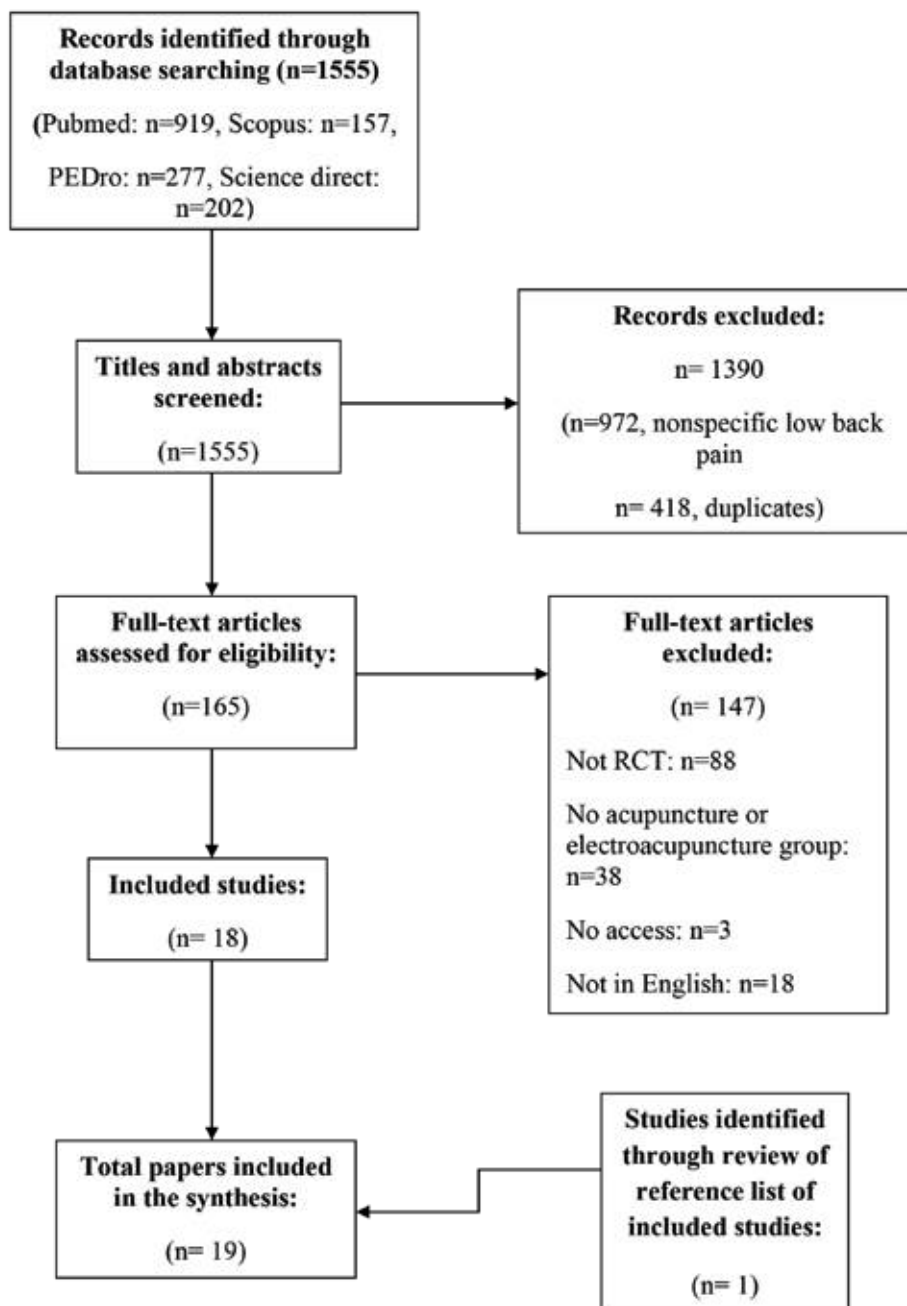 Records identified through
database searching (n=1555)
(Pubmed: n=919, Scopus: n=157,
PEDro: n=277, Science direct:
n=202)
Titles and abstracts
screened:
(n=1555)
Records excluded:
n= 1390
(n=972, nonspecific low back
pain
n= 418, duplicates)
Full-text articles
assessed for eligibility:
(n=165)
Full-text articles
excluded:
(n= 147)
Not RCT: n=88
No acupuncture or
electroacupuncture group:
n=38
No access: n=3
Not in English: n=18
Included studies:
(n= 18)
Total papers included
in the synthesis:
(n= 19)
Studies identified
through review of
reference list of
included studies:
(n= 1)